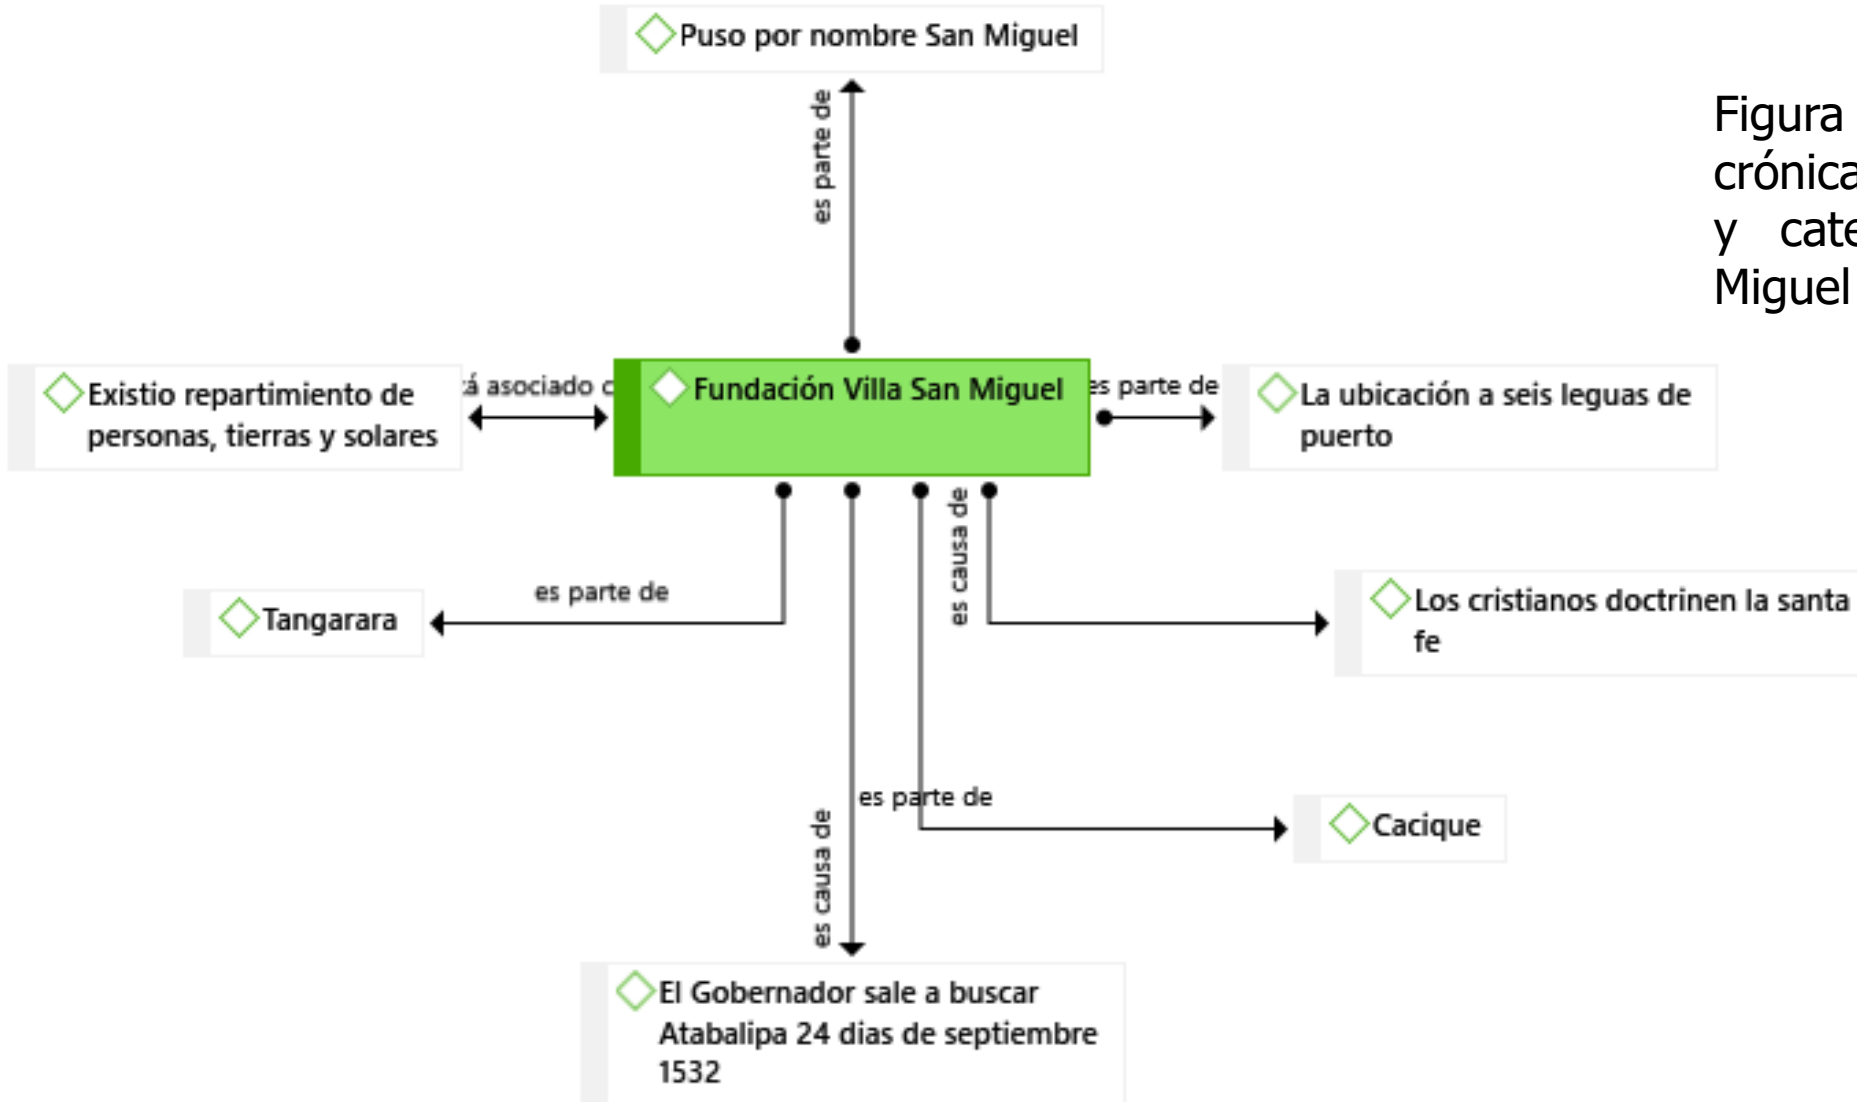 Puso por nombre San Miguel
es parte de
Figura
y
Miguel
Existio repartimiento de
personas, tierras y solares
asociado
Fundación Villa San Miguel
es parte de
La ubicación a seis leguas de
puerto
es causa de
Tangarara
es parte de
Los cristianos doctrinen la santa
fe
es parte de
Cacique
es causa de
El Gobernador sale a buscar
Atabalipa 24 dias de septiembre
1532